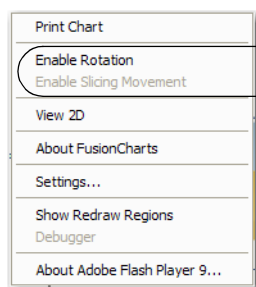 Print Chart
Enable Rotation
Enable Slicing Movement
View 2D
About FusionCharts
Settings...
Show Redraw Regions
Debugger
About Adobe Flash Player 9...